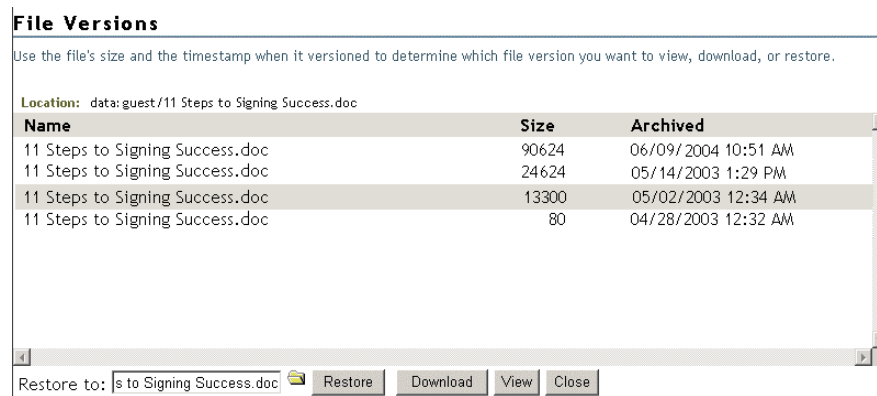 File Versions
Use the file's size and the timestamp when it versioned to determine which file version you want to view, download, or restore.
Location: data:guest/11 Steps to Signing Success.doc
Name Size Archived
11 Steps to Signing Success.doc 90624 06/09/2004 10:51 AM
11 Steps to Signing Success.doc 24624 05/14/2003 1:29 PM
11 Steps to Signing Success.doc 13300 05/02/2003 12:34 AM
11 Steps to Signing Success.doc 80 04/28/2003 12:32 AM
Restore to: s to Signing Success.doc Restore Download View Close